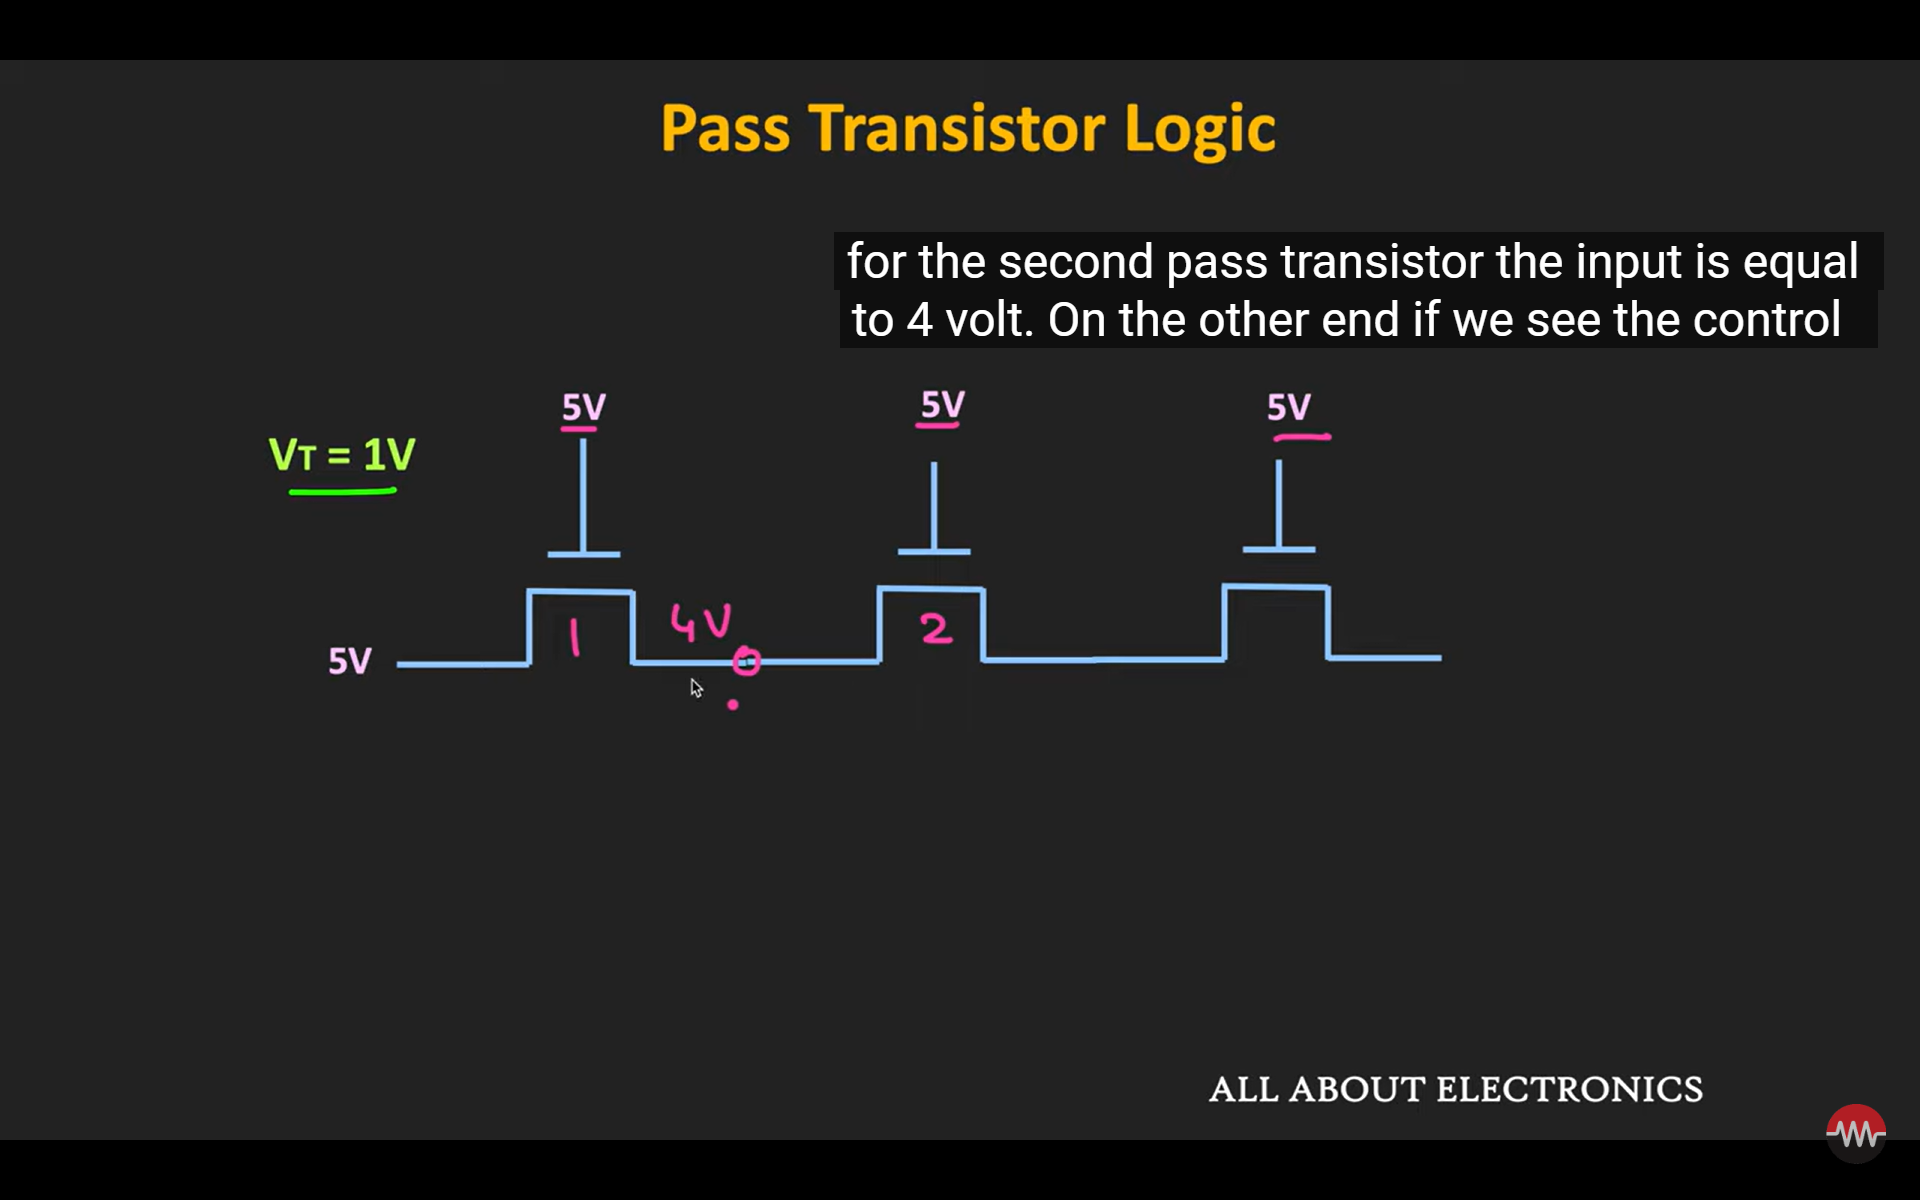 Pass Transistor Logic
for the second pass transistor the input is equal
to 4 volt. On the other end if we see the control
5V 5V 5V
VT = 1V
4V
1 2
5V
ALL ABOUT ELECTRONICS